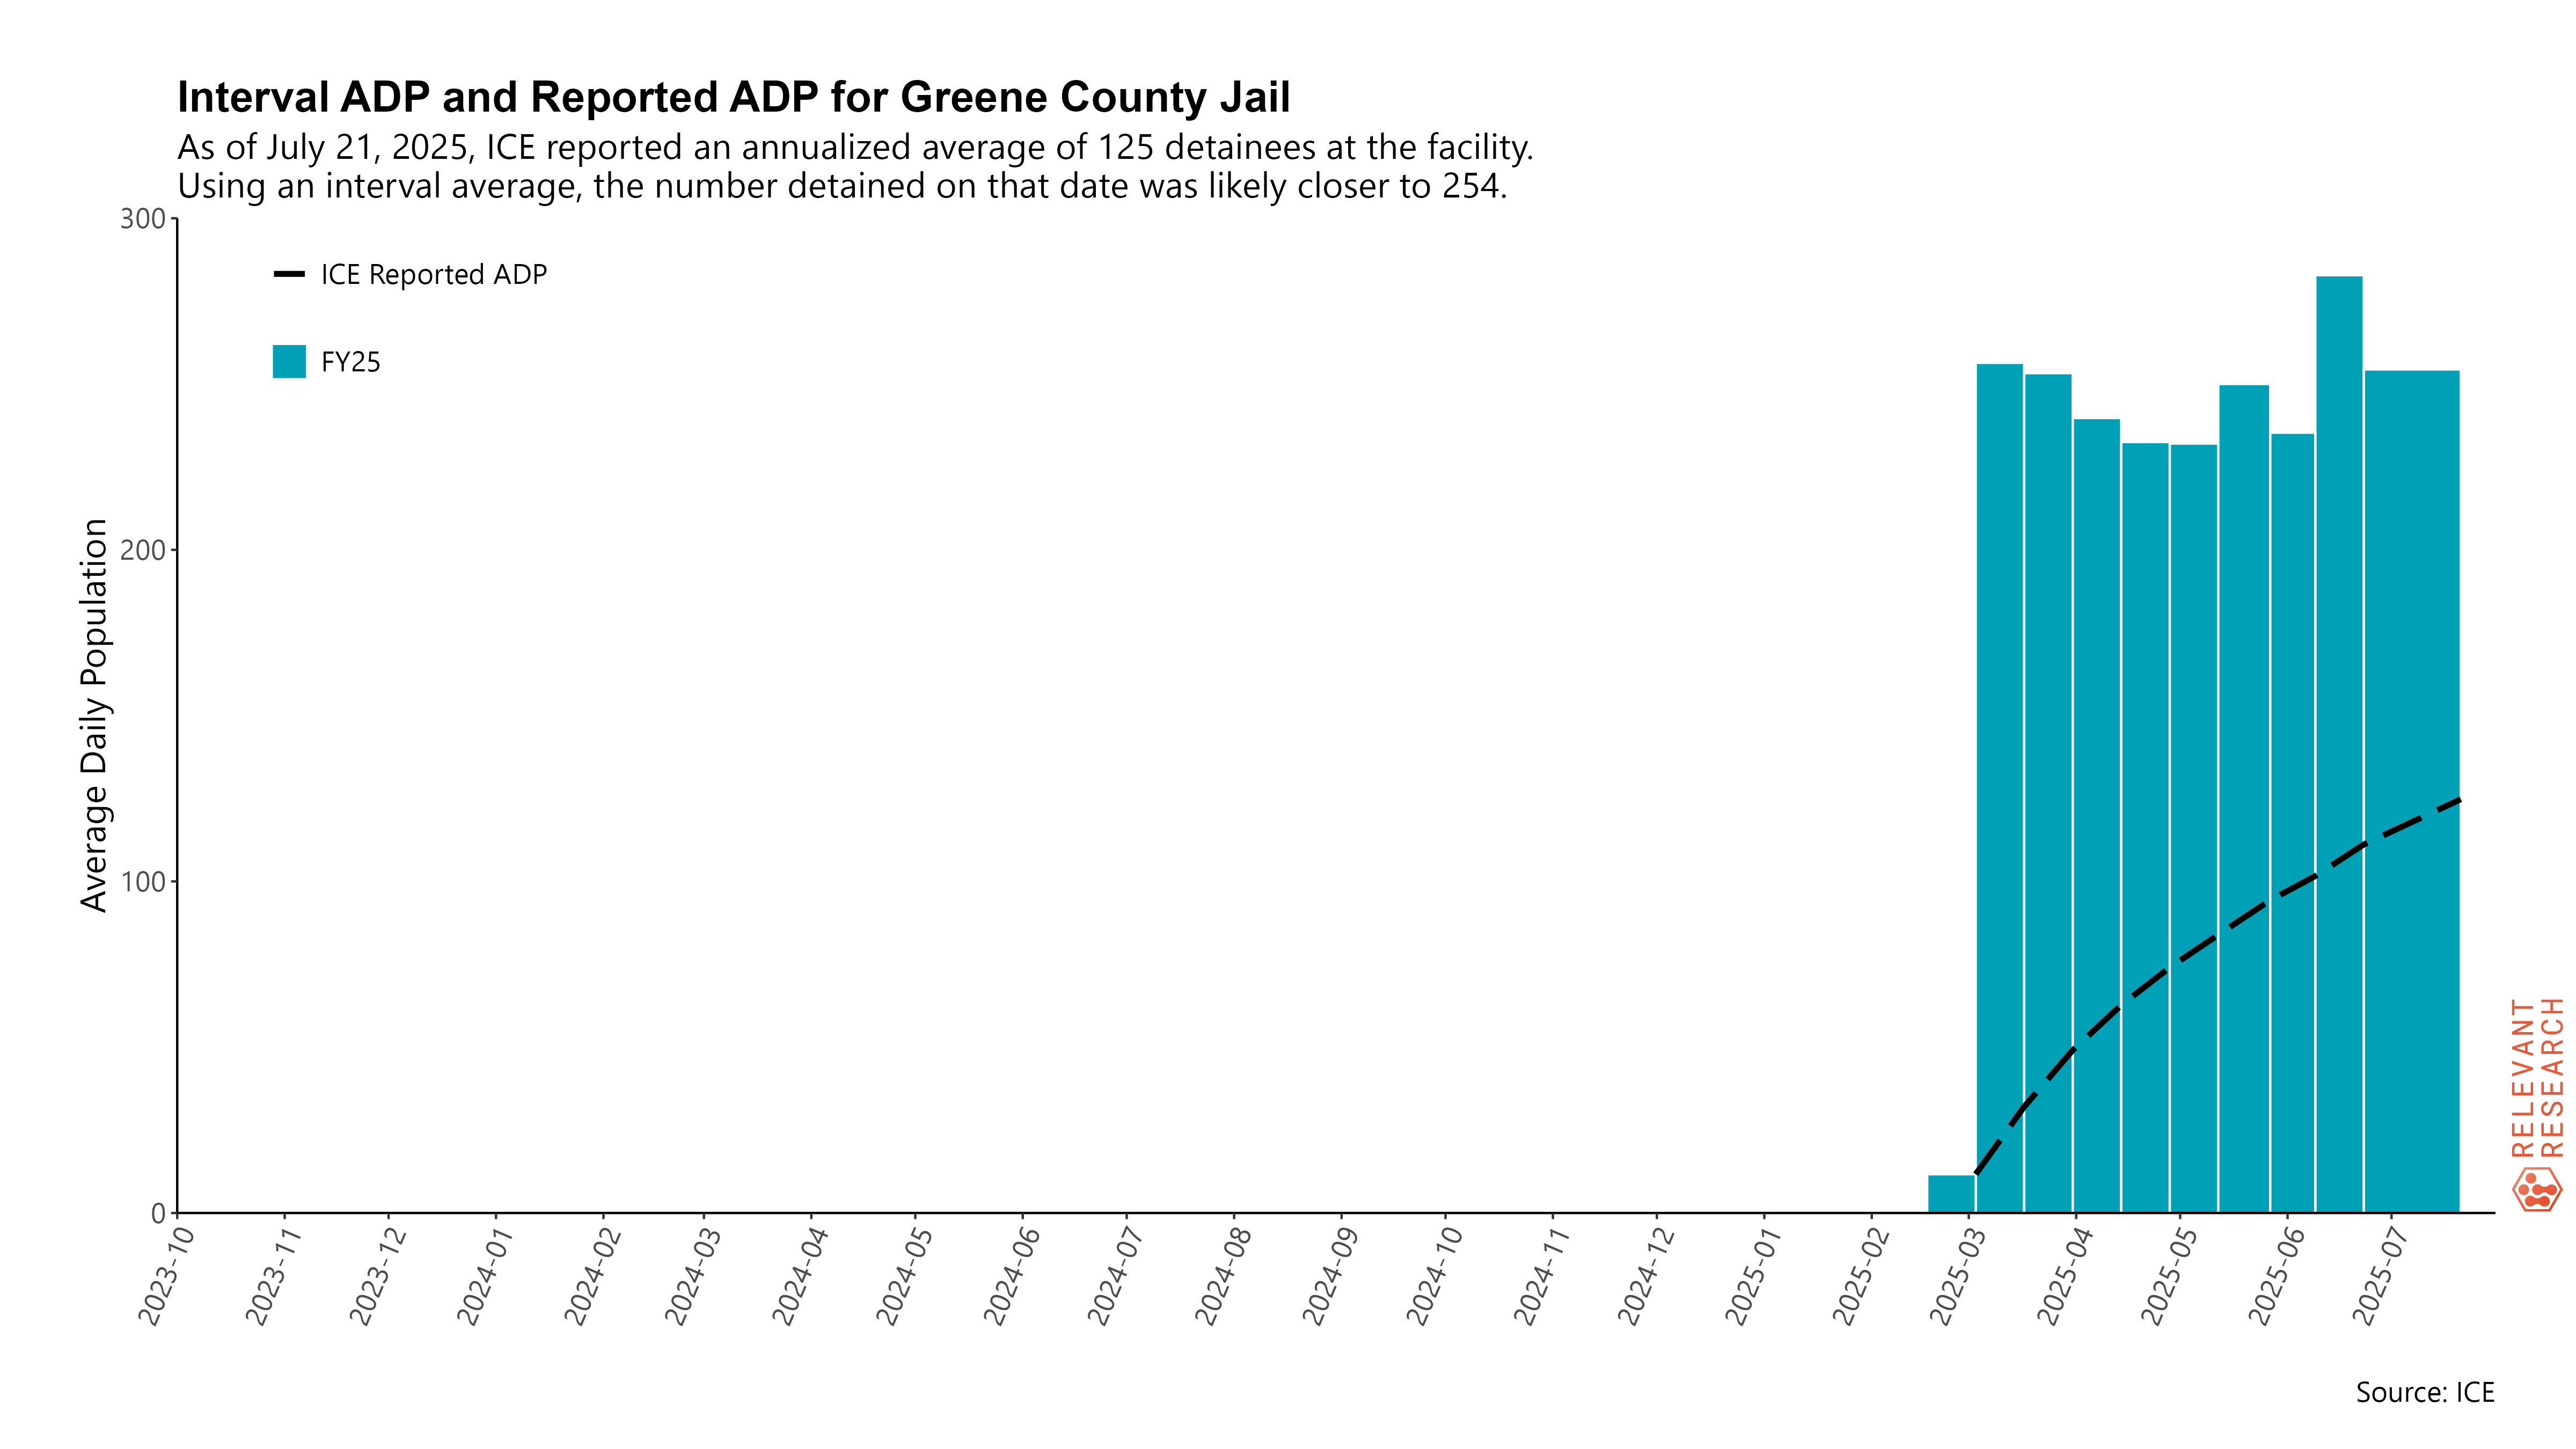 Interval ADP and Reported ADP for Greene County Jail
As of July 21, 2025, ICE reported an annualized average of 125 detainees at the facility.
Using an interval average, the number detained on that date was likely closer to 254.
300
200
100
0
Average Daily Population
ICE Reported ADP
FY25
2023-10
2023-11
2023-12
2024-01
2024-02
2024-03
2024-04
2024-05
2024-06
2024-07
2024-08
2024-09
2024-10
2024-11
2024-12
2025-01
2025-02
2025-03
2025-04
2025-05
2025-06
2025-07
RELEVANT
RESEARCH
Source: ICE